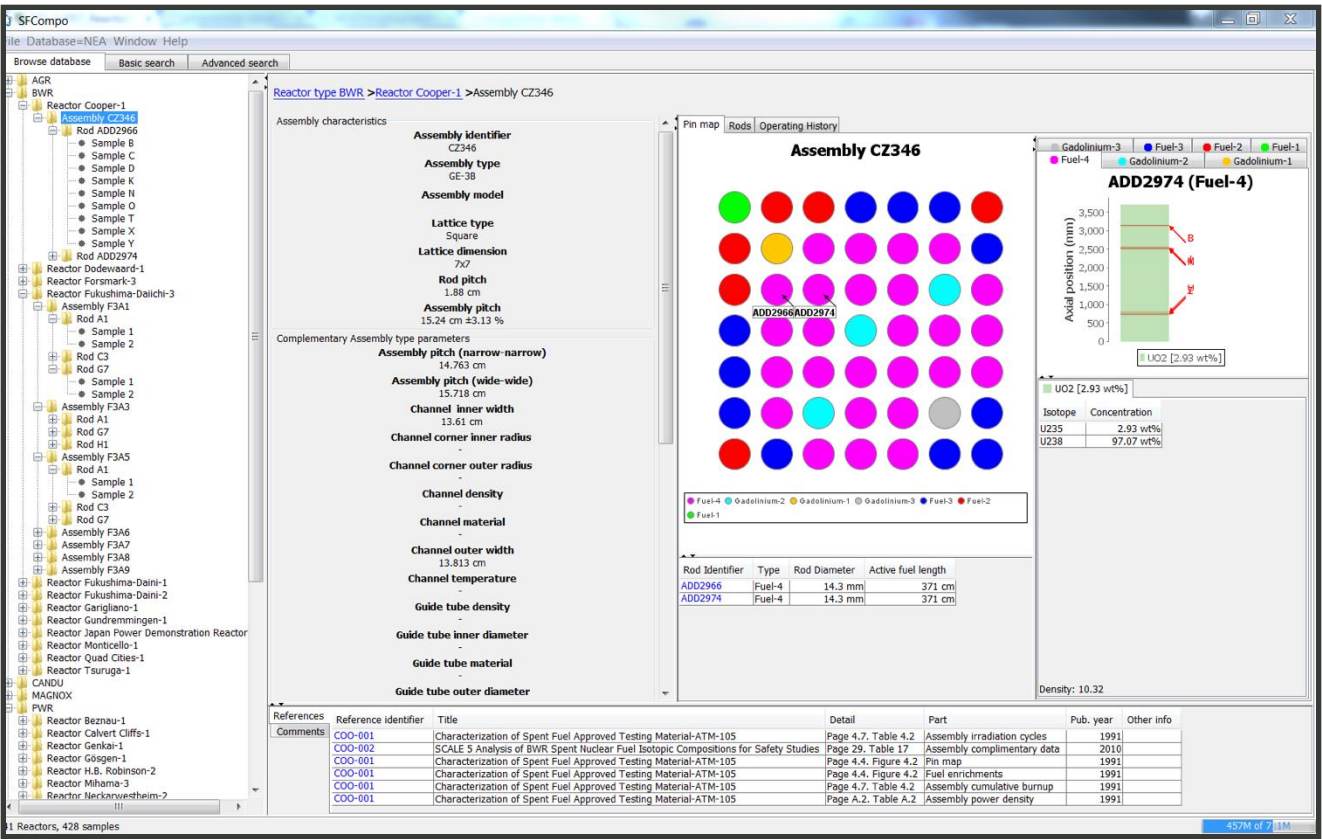 SFCompo
File Database=NEA Window Help
Browse database Basic search Advanced search
AGR
BWR
Reactor Cooper-1
Assembly CZ346
Rod ADD2966
Sample B
Sample C
Sample D
Sample K
Sample N
Sample O
Sample T
Sample X
Sample Y
Rod ADD2974
Reactor Dodewaard-1
Reactor Forsmark-3
Reactor Fukushima-Daiichi-3
Assembly F3A1
Rod A1
Sample 1
Sample 2
Rod C3
Rod G7
Sample 1
Sample 2
Assembly F3A3
Rod A1
Rod G7
Rod H1
Assembly F3A5
Rod A1
Sample 1
Sample 2
Rod C3
Rod G7
Assembly F3A6
Assembly F3A7
Assembly F3A8
Assembly F3A9
Reactor Fukushima-Daini-1
Reactor Fukushima-Daini-2
Reactor Garigliano-1
Reactor Gundremmingen-1
Reactor Japan Power Demonstration Reactor
Reactor Monticello-1
Reactor Quad Cities-1
Reactor Tsuruga-1
CANDU
MAGNOX
PWR
Reactor Beznau-1
Reactor Calvert Cliffs-1
Reactor Genkai-1
Reactor Gösgen-1
Reactor H.B. Robinson-2
Reactor Mihama-3
Reactor Neckarwestheim-2
Reactor type BWR >Reactor Cooper-1 >Assembly CZ346
Assembly characteristics
Assembly identifier
CZ346
Assembly type
GE-3B
Assembly model
Lattice type
Square
Lattice dimension
7x7
Rod pitch
1.88 cm
Assembly pitch
15.24 cm ±3.13 %
Complementary Assembly type parameters
Assembly pitch (narrow-narrow)
14.763 cm
Assembly pitch (wide-wide)
15.718 cm
Channel inner width
13.61 cm
Channel corner inner radius
-
Channel corner outer radius
-
Channel density
-
Channel material
-
Channel outer width
13.813 cm
Channel temperature
-
Guide tube density
-
Guide tube inner diameter
-
Guide tube material
-
Guide tube outer diameter
Pin map Rods Operating History
Assembly CZ346
ADD2966 ADD2974
Fuel-4 Gadolinium-2 Gadolinium-1 Gadolinium-3 Fuel-3 Fuel-2
Fuel-1
Rod Identifier Type Rod Diameter Active fuel length
ADD2966 Fuel-4 14.3 mm 371 cm
ADD2974 Fuel-4 14.3 mm 371 cm
Gadolinium-3 Fuel-3 Fuel-2 Fuel-1
Fuel-4 Gadolinium-2 Gadolinium-1
ADD2974 (Fuel-4)
Axial position (mm)
3,500
3,000
2,500
2,000
1,500
1,000
500
0
B
UO2 [2.93 wt%]
UO2 [2.93 wt%]
Isotope Concentration
U235 2.93 wt%
U238 97.07 wt%
Density: 10.32
References
Comments
Reference identifier Title Detail Part Pub. year Other info
COO-001 Characterization of Spent Fuel Approved Testing Material-ATM-105 Page 4.7. Table 4.2 Assembly irradiation cycles 1991
COO-002 SCALE 5 Analysis of BWR Spent Nuclear Fuel Isotopic Compositions for Safety Studies Page 29. Table 17 Assembly complimentary data 2010
COO-001 Characterization of Spent Fuel Approved Testing Material-ATM-105 Page 4.4. Figure 4.2 Pin map 1991
COO-001 Characterization of Spent Fuel Approved Testing Material-ATM-105 Page 4.4. Figure 4.2 Fuel enrichments 1991
COO-001 Characterization of Spent Fuel Approved Testing Material-ATM-105 Page 4.7. Table 4.2 Assembly cumulative burnup 1991
COO-001 Characterization of Spent Fuel Approved Testing Material-ATM-105 Page A.2. Table A.2 Assembly power density 1991
41 Reactors, 428 samples
457M of 711M